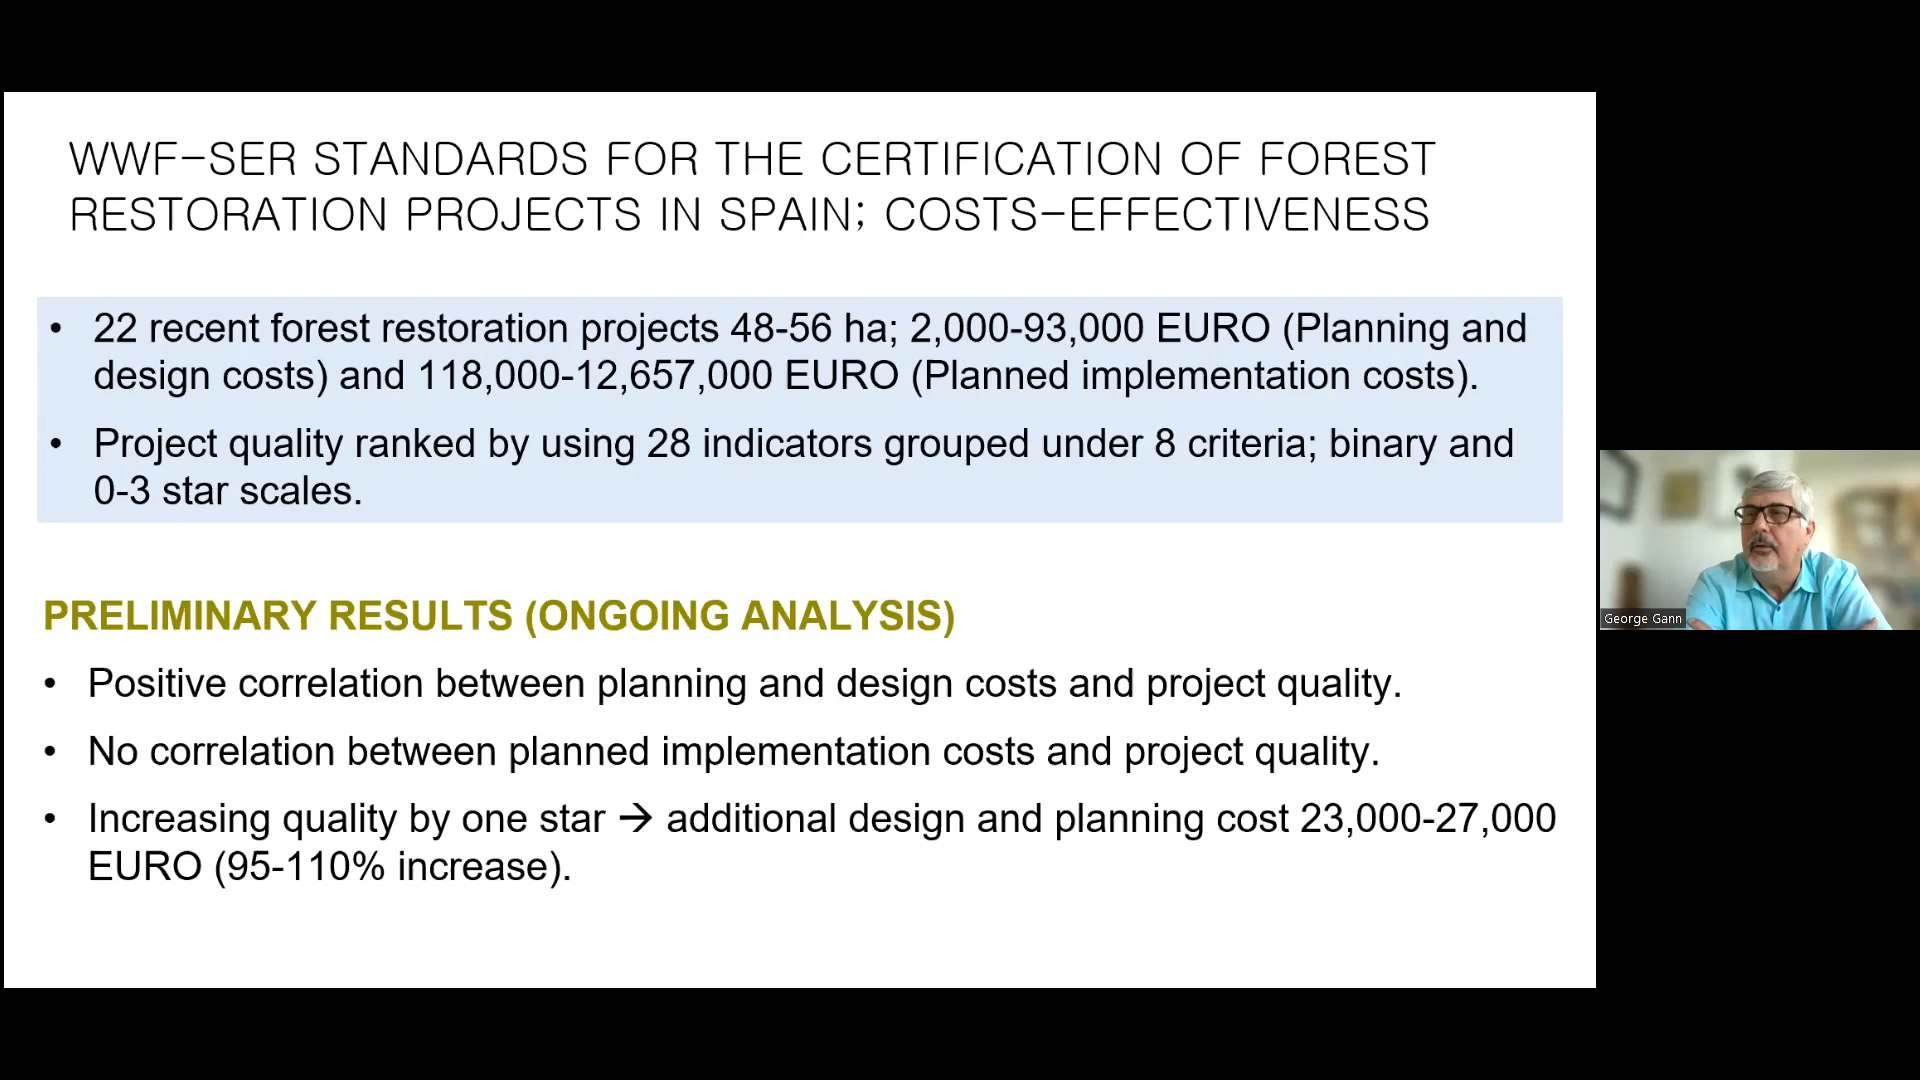 WWF-SER STANDARDS FOR THE CERTIFICATION OF FOREST
RESTORATION PROJECTS IN SPAIN; COSTS-EFFECTIVENESS
• 22 recent forest restoration projects 48-56 ha; 2,000-93,000 EURO (Planning and
design costs) and 118,000-12,657,000 EURO (Planned implementation costs).
• Project quality ranked by using 28 indicators grouped under 8 criteria; binary and
0-3 star scales.
PRELIMINARY RESULTS (ONGOING ANALYSIS)
• Positive correlation between planning and design costs and project quality.
• No correlation between planned implementation costs and project quality.
• Increasing quality by one star → additional design and planning cost 23,000-27,000
EURO (95-110% increase).
George Gann